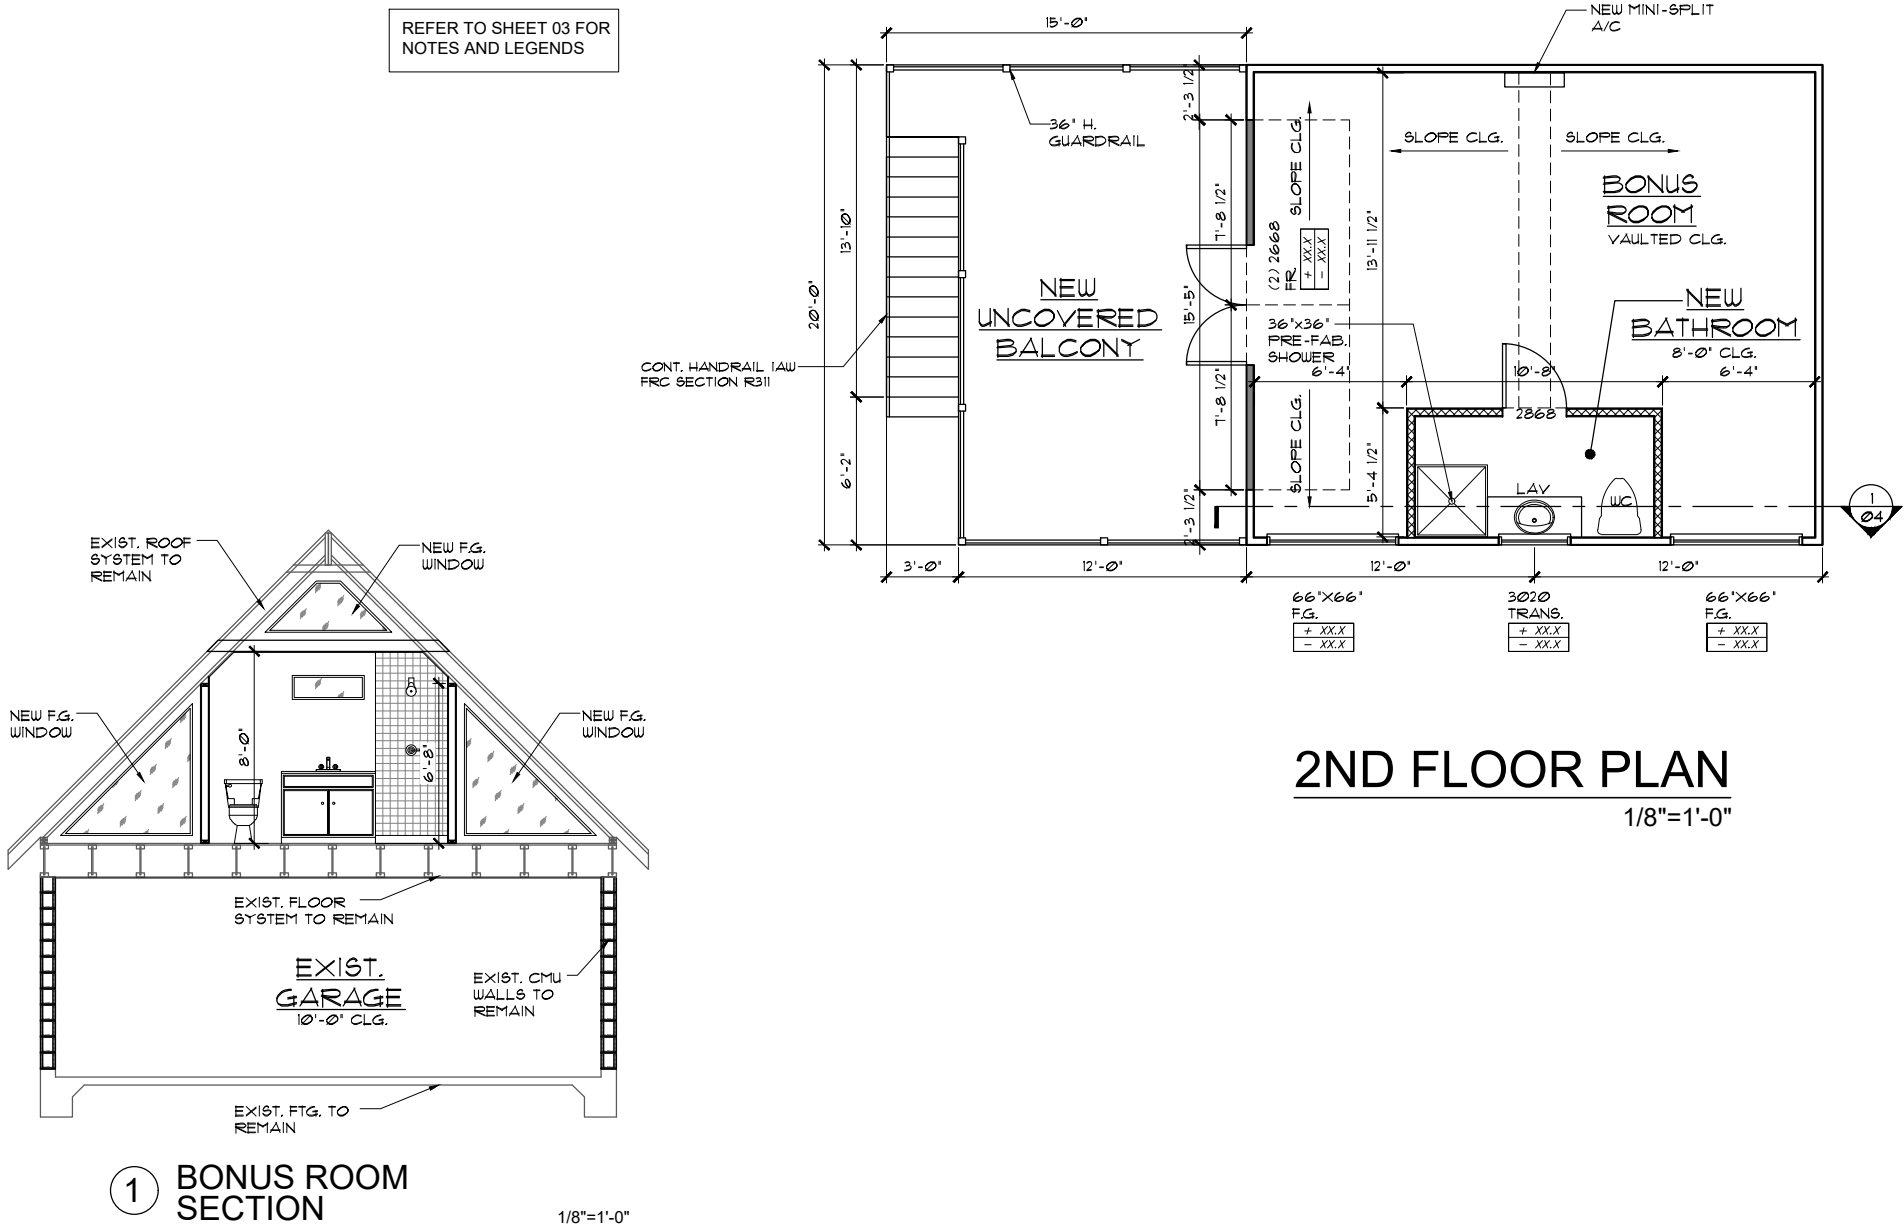 REFER TO SHEET 03 FOR
NOTES AND LEGENDS
15'-0"
NEW MINI-SPLIT
A/C
2'-3 1/2"
36" H.
GUARDRAIL
SLOPE CLG.
SLOPE CLG.
SLOPE CLG.
BONUS
ROOM
VAULTED CLG.
7'-8 1/2"
13'-10"
13'-11 1/2"
(2) 2668
FR
+ XX.X
- XX.X
20'-0"
15'-5"
NEW
UNCOVERED
BALCONY
NEW
BATHROOM
8'-0" CLG.
36"x36"
PRE-FAB.
SHOWER
CONT. HANDRAIL IAW
FRC SECTION R311
6'-4"
10'-8"
6'-4"
2868
7'-8 1/2"
SLOPE CLG.
6'-2"
5'-4 1/2"
LAV
WC
1
04
2'-3 1/2"
3'-0"
12'-0"
12'-0"
12'-0"
66"X66"
F.G.
+ XX.X
- XX.X
3020
TRANS.
+ XX.X
- XX.X
66"X66"
F.G.
+ XX.X
- XX.X
2ND FLOOR PLAN
1/8"=1'-0"
EXIST. ROOF
SYSTEM TO
REMAIN
NEW F.G.
WINDOW
NEW F.G.
WINDOW
NEW F.G.
WINDOW
8'-0"
6'-8"
EXIST. FLOOR
SYSTEM TO REMAIN
EXIST.
GARAGE
10'-0" CLG.
EXIST. CMU
WALLS TO
REMAIN
EXIST. FTG. TO
REMAIN
1
BONUS ROOM
SECTION
1/8"=1'-0"